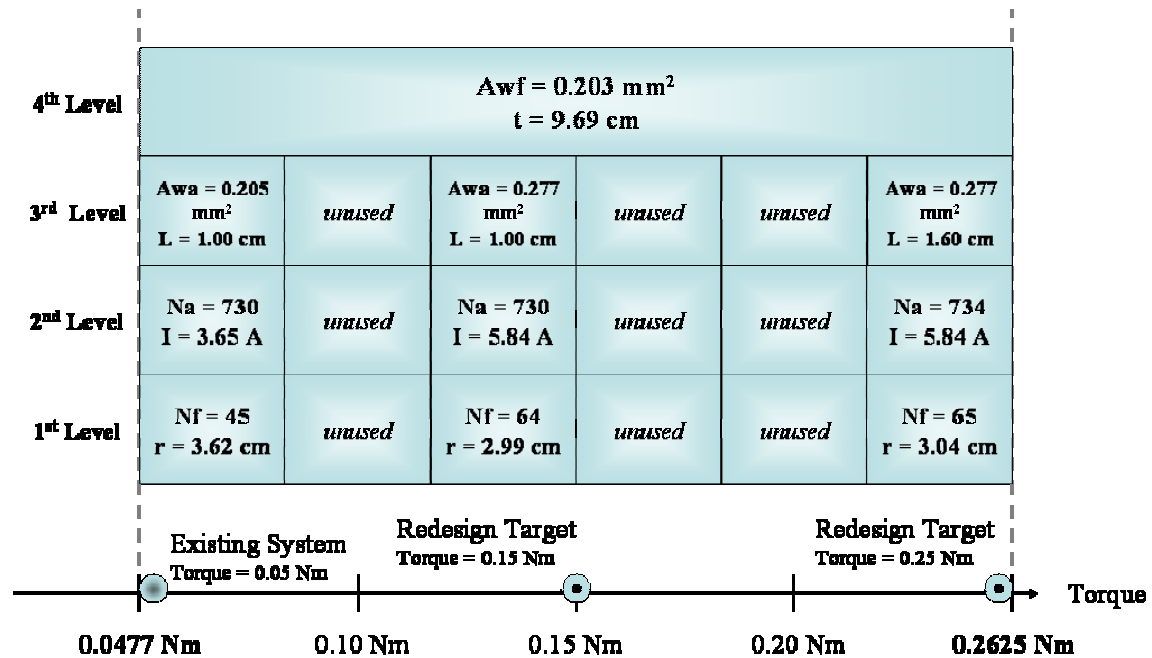 4th Level
Awf = 0.203 mm²
t = 9.69 cm
3rd Level
Awa = 0.205
mm²
L = 1.00 cm
unused
Awa = 0.277
mm²
L = 1.00 cm
unused
unused
Awa = 0.277
mm²
L = 1.60 cm
2nd Level
Na = 730
I = 3.65 A
unused
Na = 730
I = 5.84 A
unused
unused
Na = 734
I = 5.84 A
1st Level
Nf = 45
r = 3.62 cm
unused
Nf = 64
r = 2.99 cm
unused
unused
Nf = 65
r = 3.04 cm
Existing System
Torque = 0.05 Nm
Redesign Target
Torque = 0.15 Nm
Redesign Target
Torque = 0.25 Nm
Torque
0.0477 Nm
0.10 Nm
0.15 Nm
0.20 Nm
0.2625 Nm